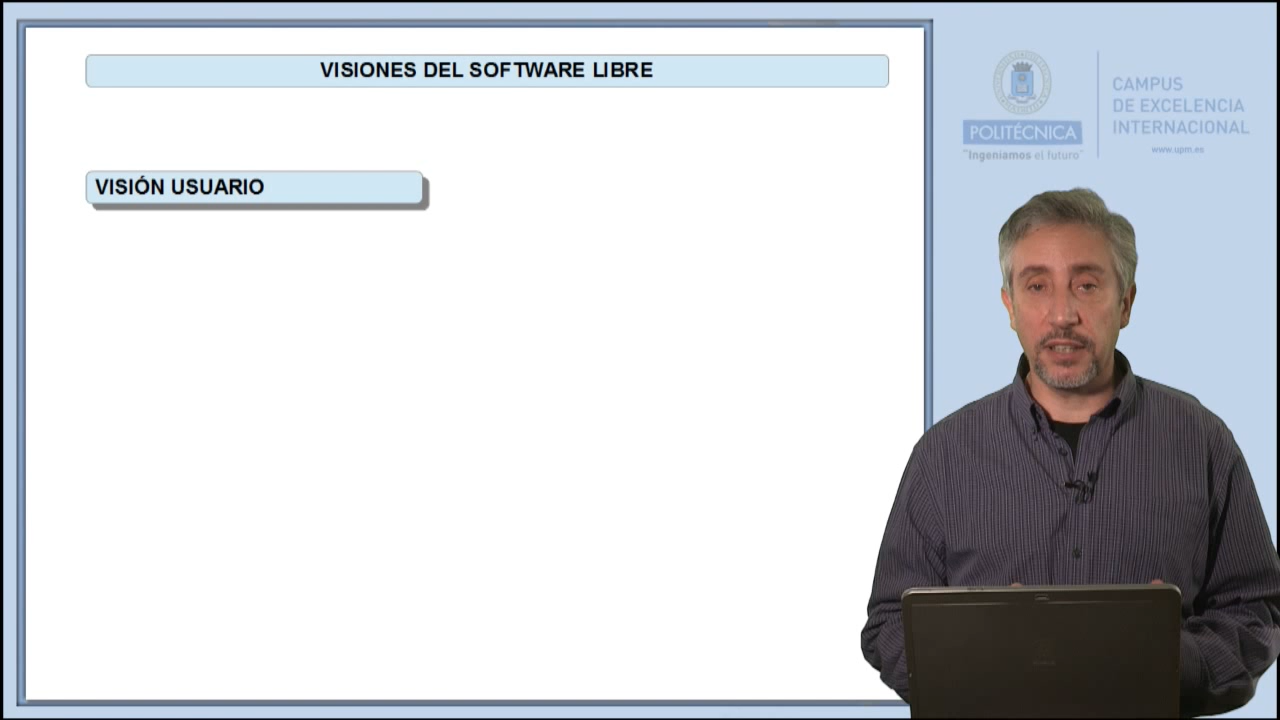 VISIONES DEL SOFTWARE LIBRE
VISIÓN USUARIO
POLITÉCNICA
"Ingeniamos el futuro"
CAMPUS
DE EXCELENCIA
INTERNACIONAL
www.upm.es